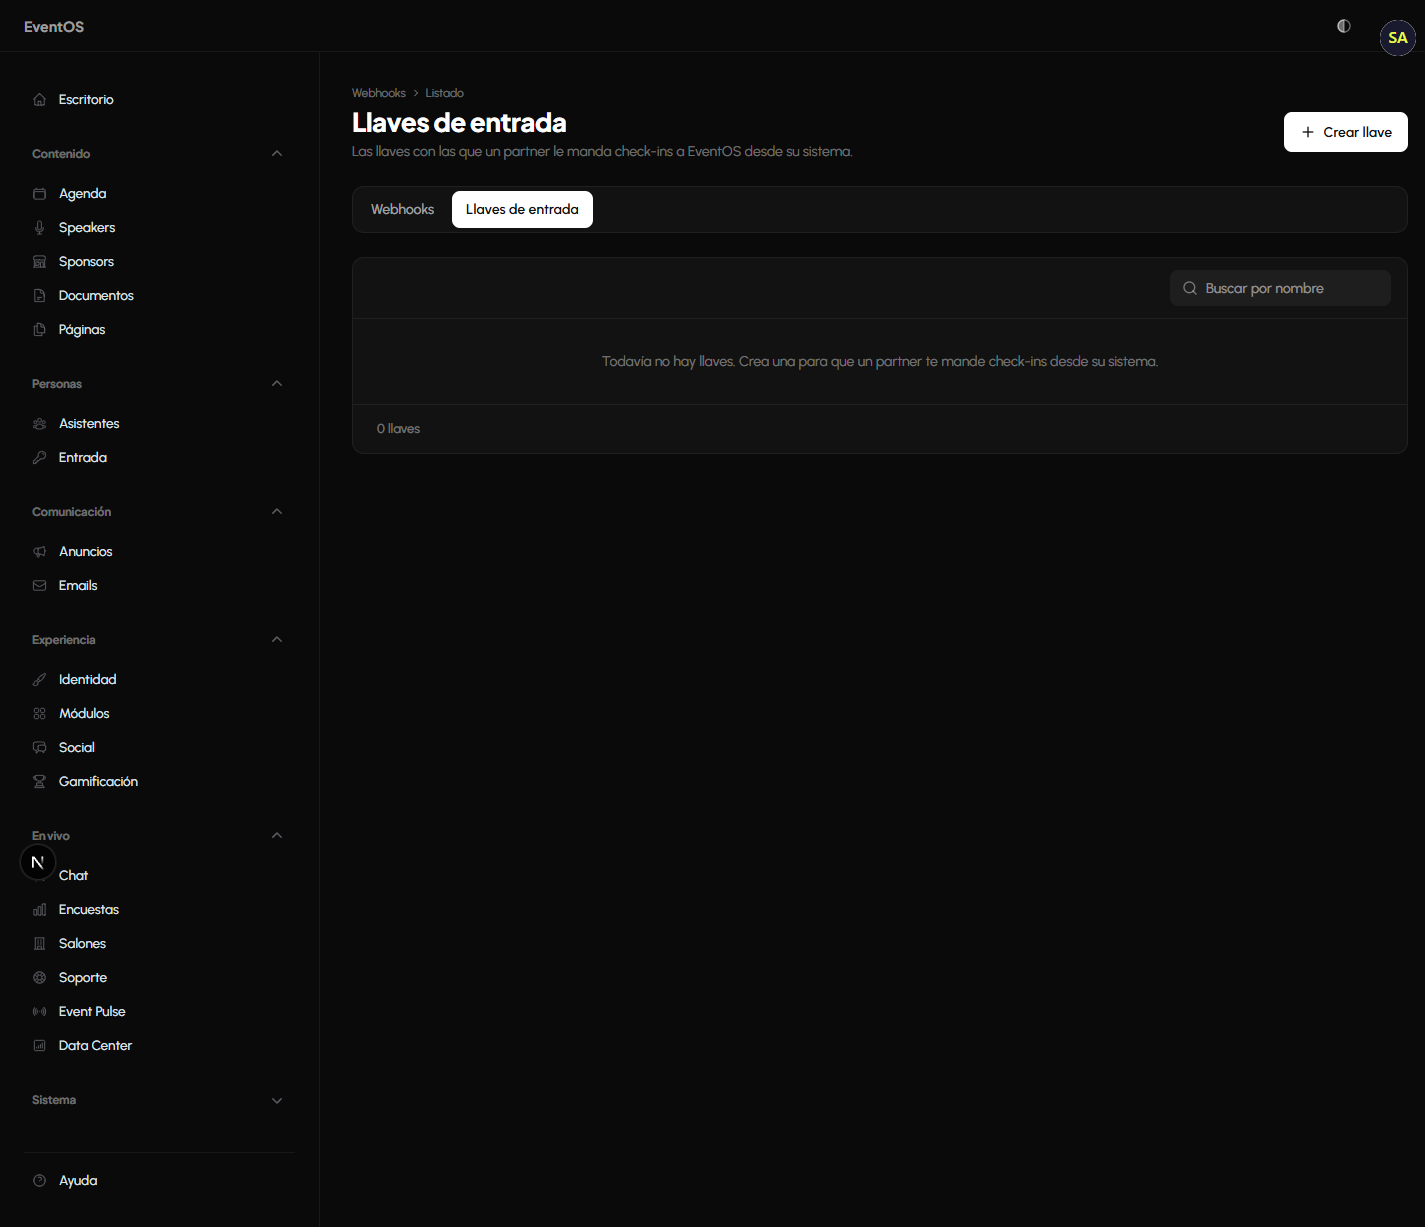 EventOS
SA
Escritorio
Contenido
Agenda
Speakers
Sponsors
Documentos
Páginas
Personas
Asistentes
Entrada
Comunicación
Anuncios
Emails
Experiencia
Identidad
Módulos
Social
Gamificación
En vivo
N
Chat
Encuestas
Salones
Soporte
Event Pulse
Data Center
Sistema
Ayuda
Webhooks > Listado
Llaves de entrada
Las llaves con las que un partner le manda check-ins a EventOS desde su sistema.
+ Crear llave
Webhooks Llaves de entrada
Buscar por nombre
Todavía no hay llaves. Crea una para que un partner te mande check-ins desde su sistema.
0 llaves